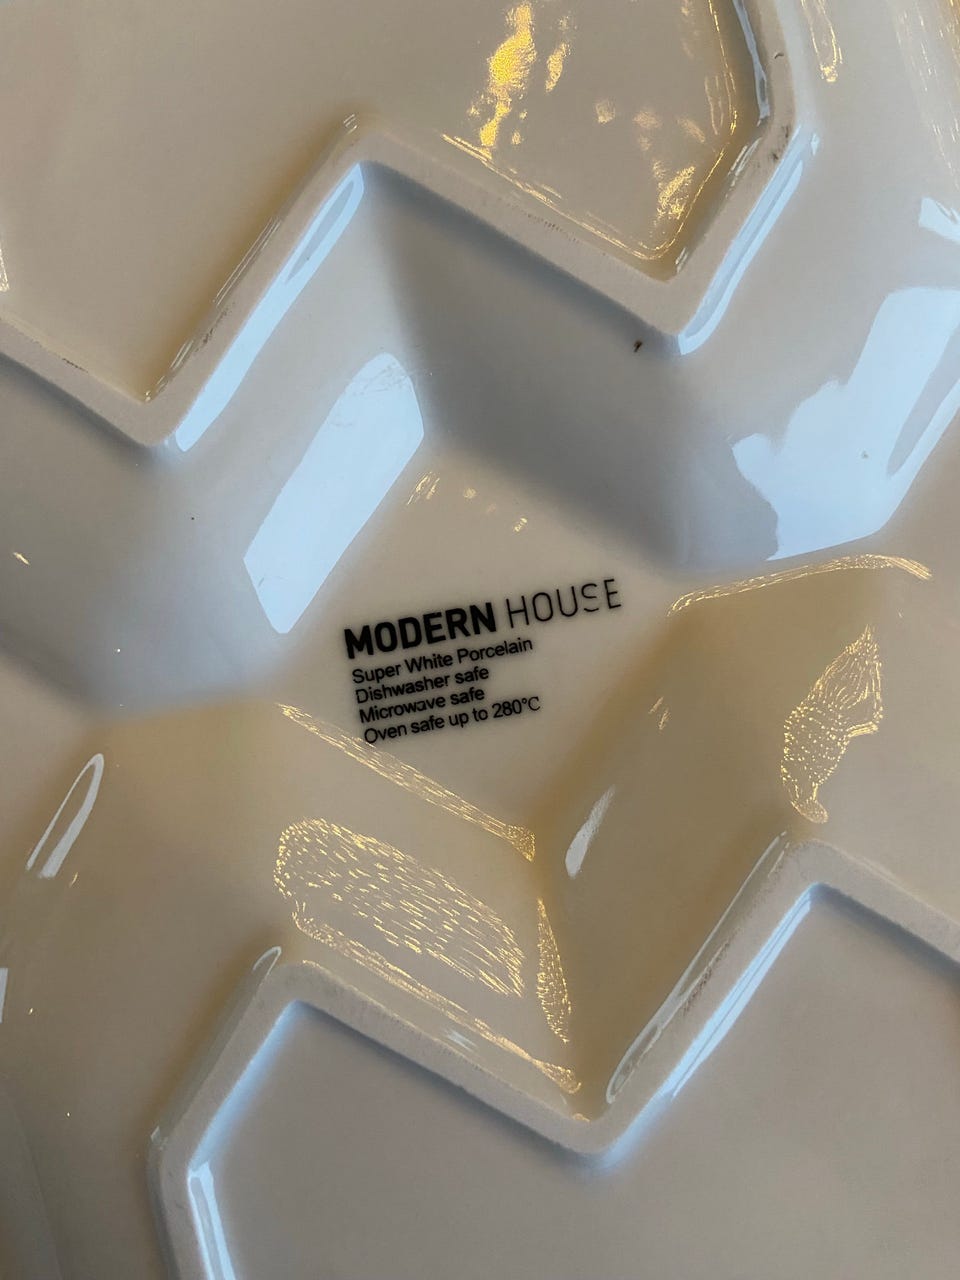 MODERN HOUSE
Super White Porcelain
Dishwasher safe
Microwave safe
Oven safe up to 280℃